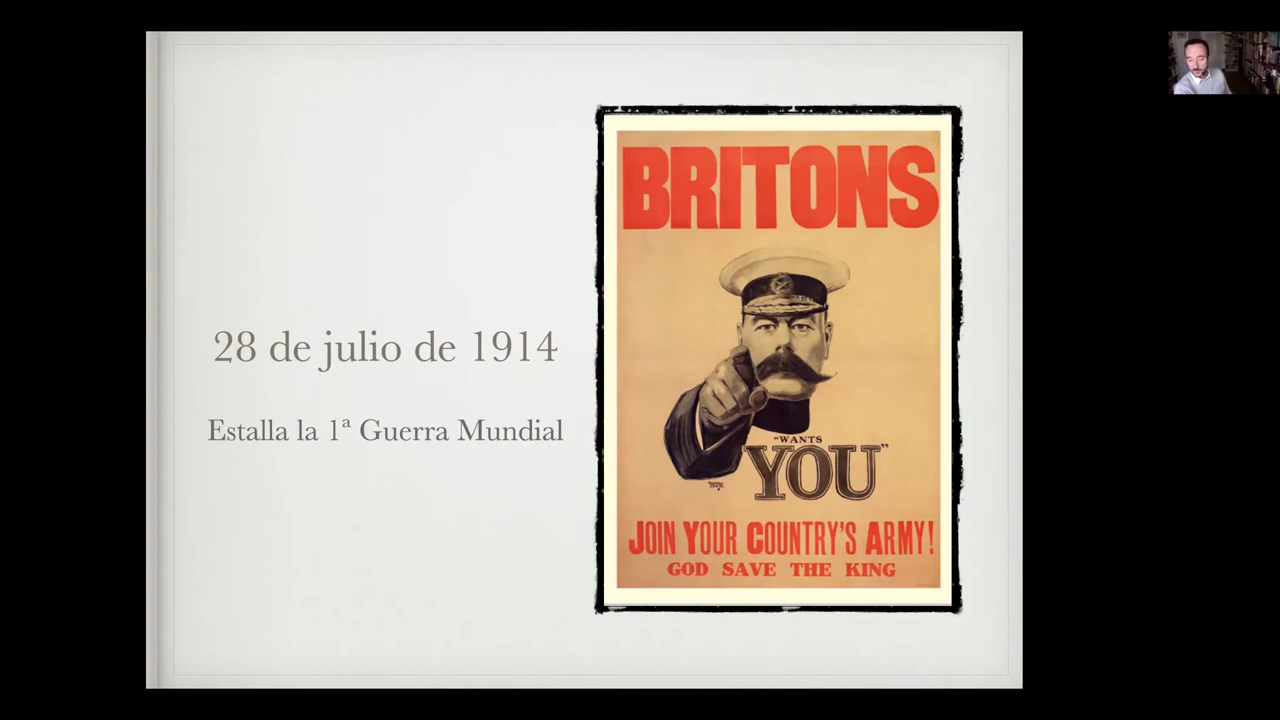 28 de julio de 1914
Estalla la 1ª Guerra Mundial
BRITONS
"WANTS
YOU"
JOIN YOUR COUNTRY'S ARMY!
GOD SAVE THE KING